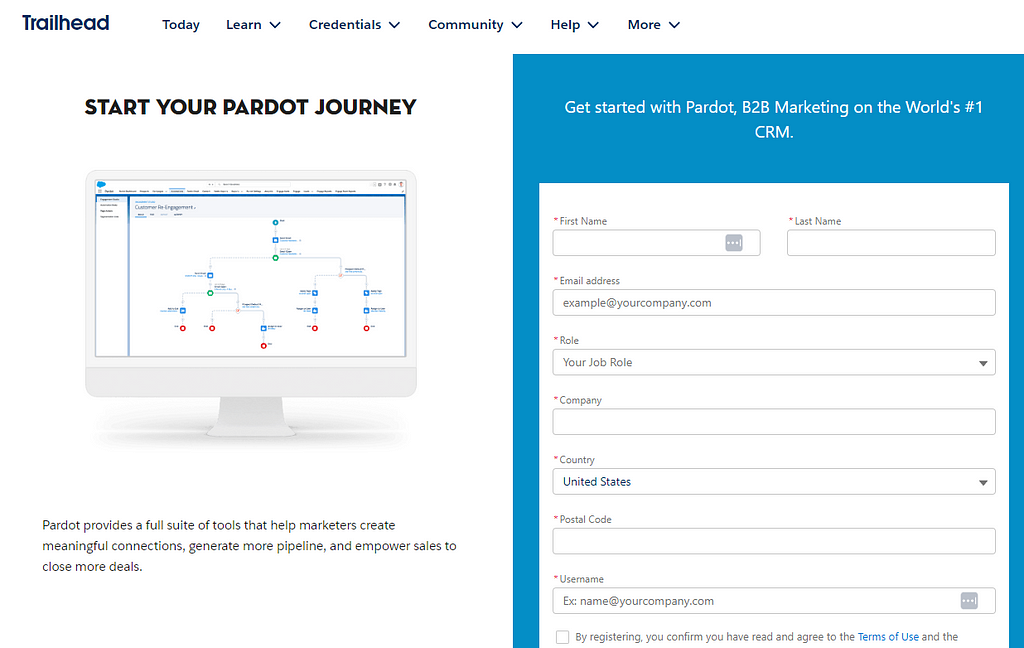 Trailhead
Today Learn Credentials Community Help More
START YOUR PARDOT JOURNEY
Customer Re-Engagement
Pardot provides a full suite of tools that help marketers create
meaningful connections, generate more pipeline, and empower sales to
close more deals.
Get started with Pardot, B2B Marketing on the World's #1
CRM.
*First Name
*Last Name
*Email address
example@yourcompany.com
*Role
Your Job Role
*Company
*Country
United States
*Postal Code
*Username
Ex: name@yourcompany.com
By registering, you confirm you have read and agree to the Terms of Use and the